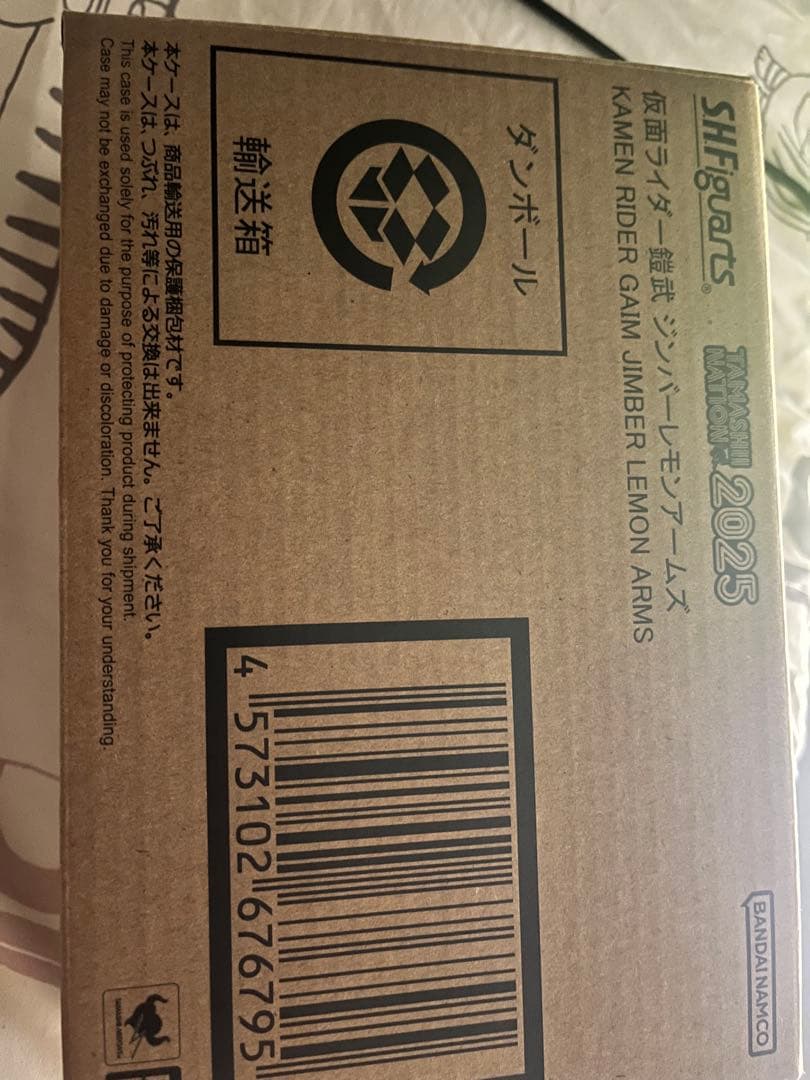 S.H.Figuarts®
TAMASHII
NATION
2025
BANDAI NAMCO
仮面ライダー鎧武 ジンバーレモンアームズ
KAMEN RIDER GAIM JIMBER LEMON ARMS
ダンボール
輸送箱
4 573102 676795
本ケースは、商品輸送用の保護梱包材です。
本ケースは、つぶれ、汚れ等による交換は出来ません。ご了承ください。
This case is used solely for the purpose of protecting product during shipment.
Case may not be exchanged due to damage or discoloration. Thank you for your understanding.